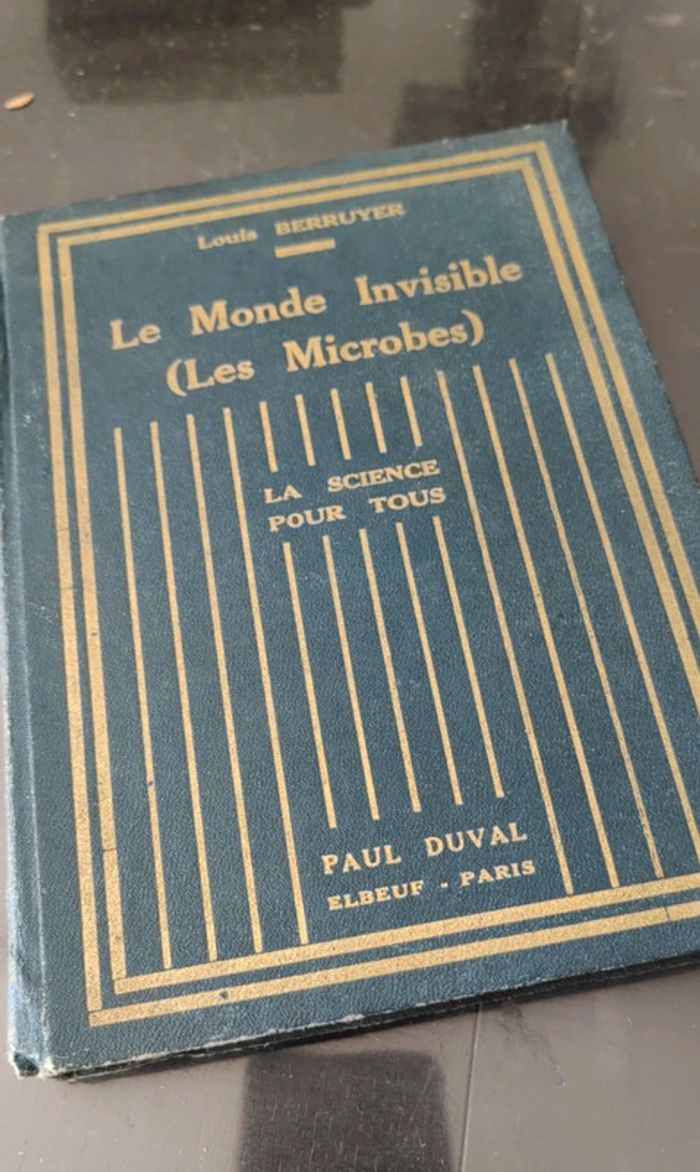 Louis BERRUYER
Le Monde Invisible
(Les Microbes)
LA SCIENCE
POUR TOUS
PAUL DUVAL
ELBEUF - PARIS